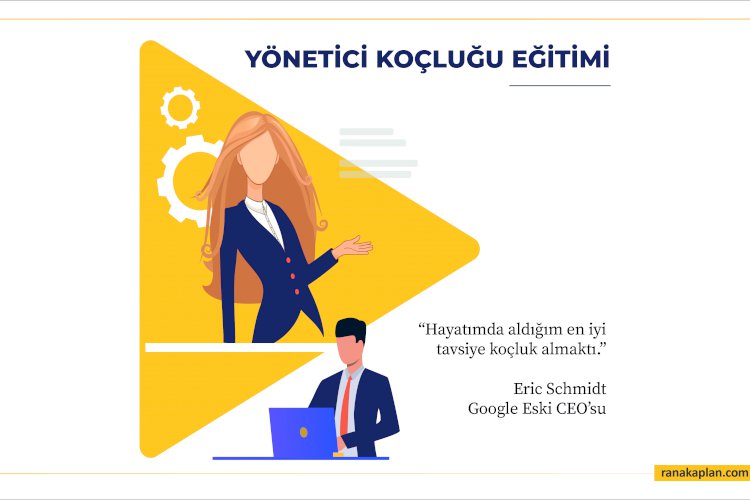 YÖNETİCİ KOÇLUĞU EĞİTİMİ
“Hayatımda aldığım en iyi
tavsiye koçluk almaktı.”
Eric Schmidt
Google Eski CEO’su
ranakaplan.com